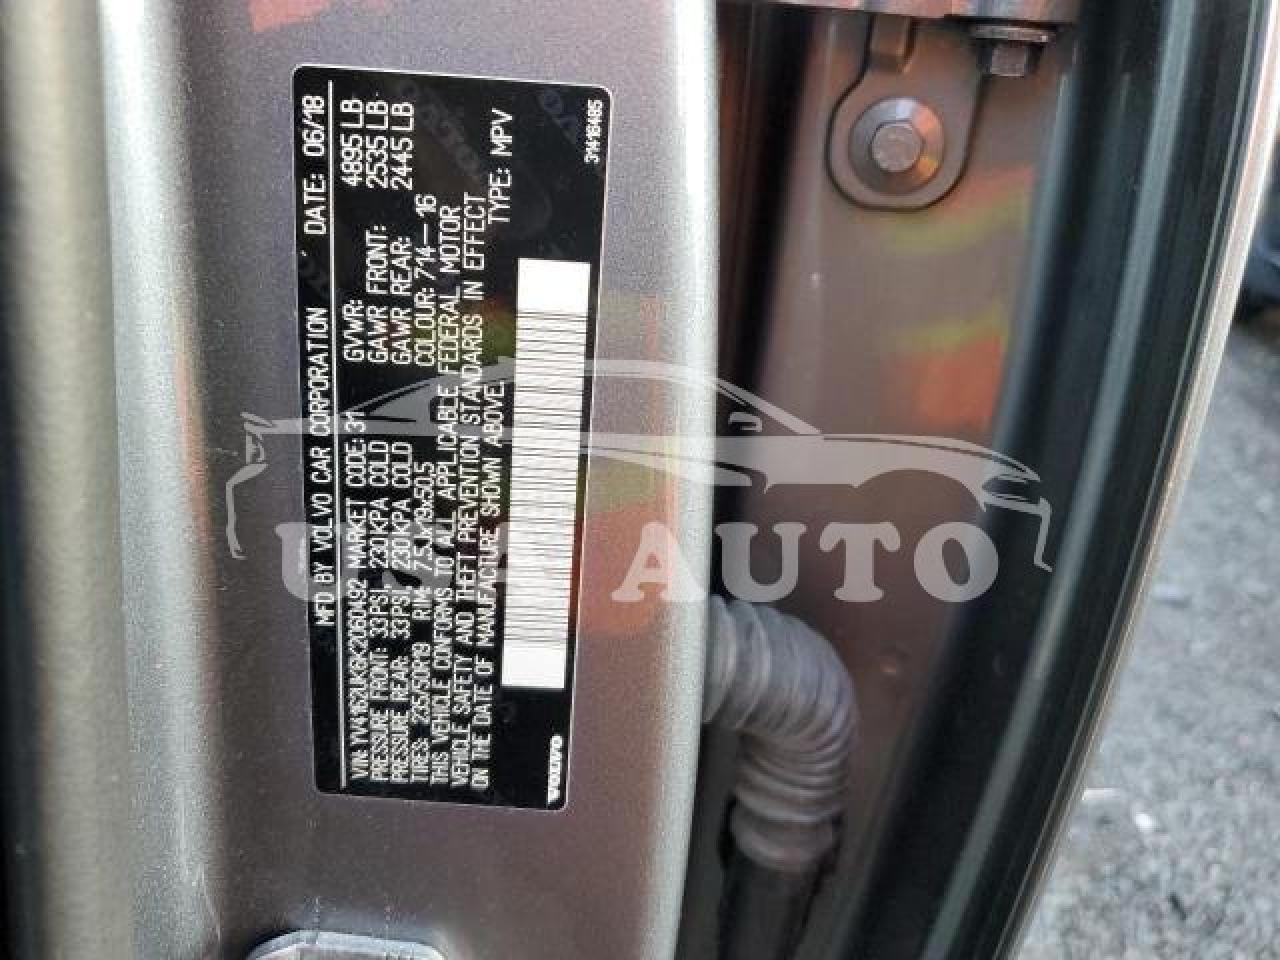 MFD BY VOLVO CAR CORPORATION DATE: 06/18
VIN: YV4162UK6K2060492 MARKET CODE: 31 GVWR: 4895 LB
PRESSURE FRONT: 33PSI, 230KPA COLD GAWR FRONT: 2535 LB
PRESSURE REAR: 33PSI, 230KPA COLD GAWR REAR: 2445 LB
TIRES: 235/50R19 RIM: 7.5Jx19x50,5 COLOUR: 714-16
THIS VEHICLE CONFORMS TO ALL APPLICABLE FEDERAL MOTOR
VEHICLE SAFETY AND THEFT PREVENTION STANDARDS IN EFFECT
ON THE DATE OF MANUFACTURE SHOWN ABOVE. TYPE: MPV
VOLVO
31416485
AUTO